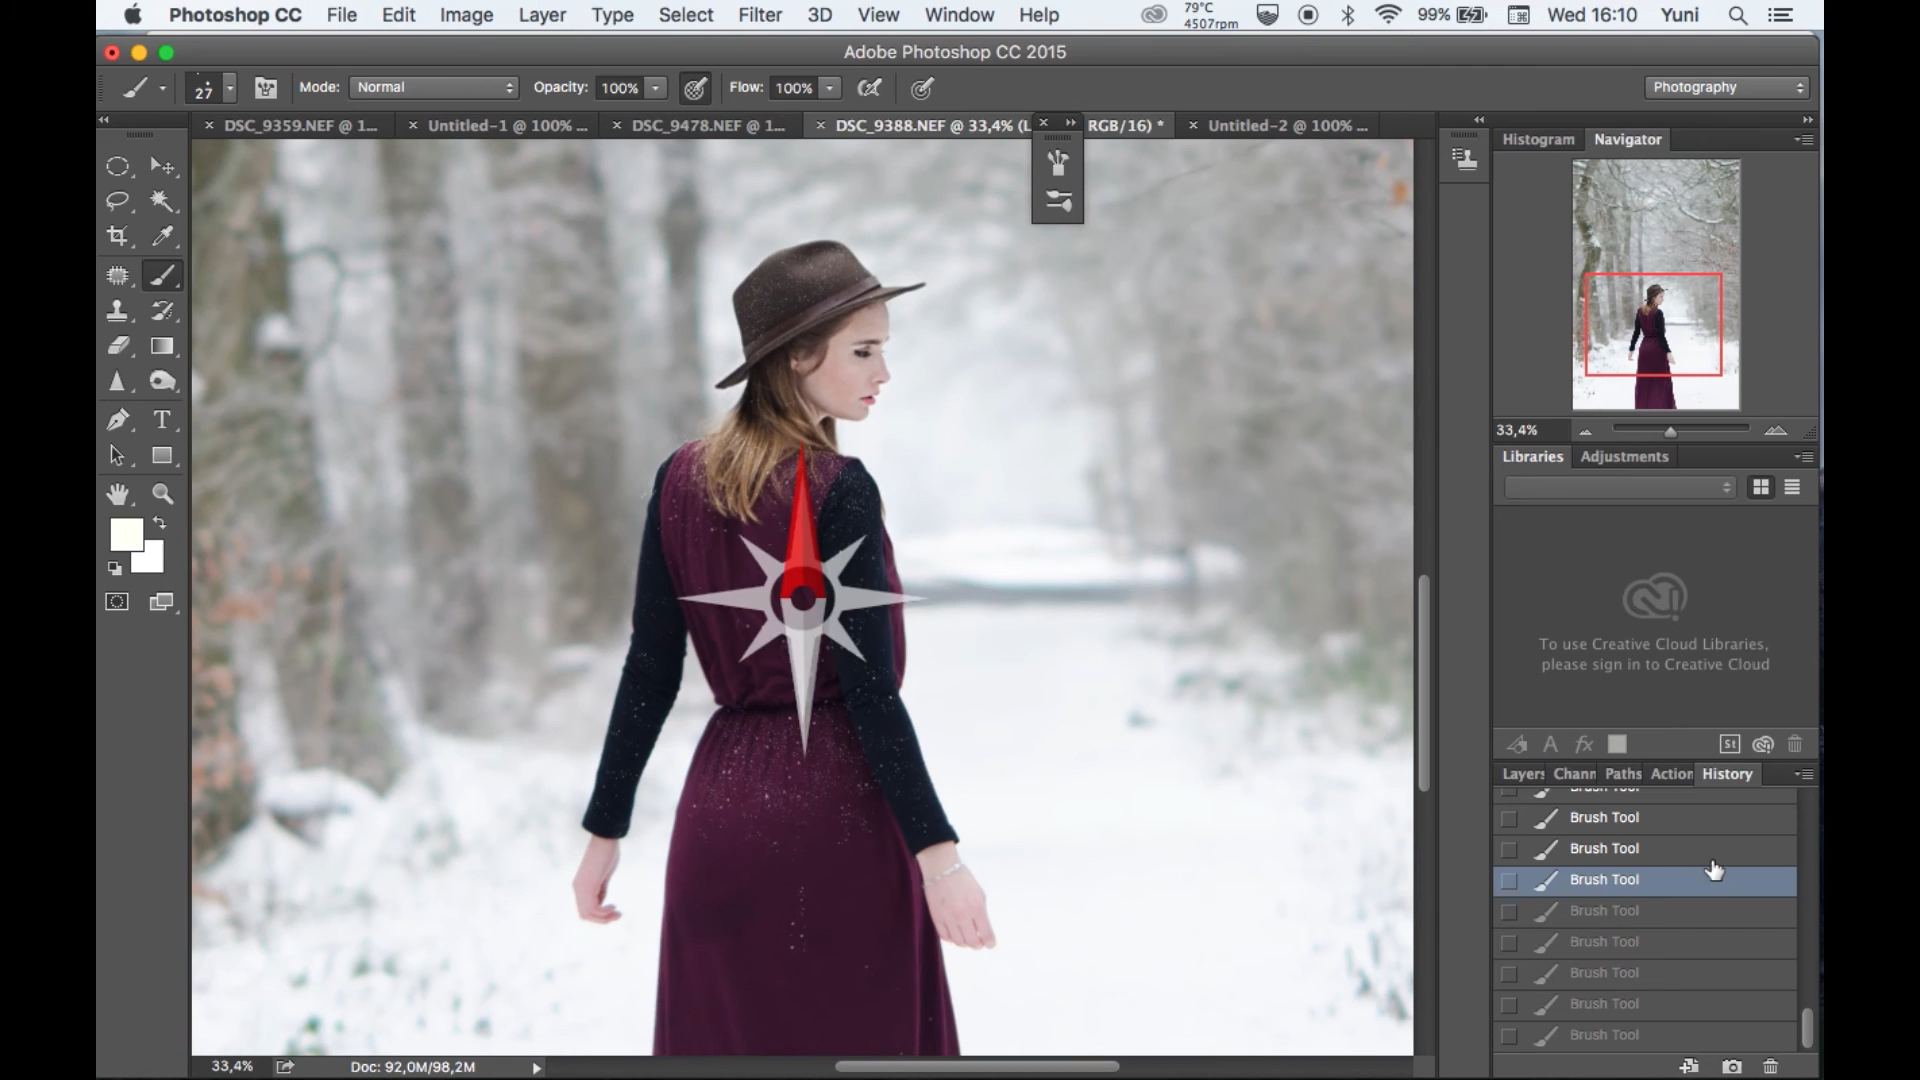 Photoshop CC File Edit Image Layer Type Select Filter 3D View Window Help 79°C 4507rpm 99% Wed 16:10 Yuni
Adobe Photoshop CC 2015
27 Mode: Normal Opacity: 100% Flow: 100% Photography
DSC_9359.NEF @ 1... Untitled-1 @ 100% ... DSC_9478.NEF @ 1... DSC_9388.NEF @ 33,4% (L RGB/16) * Untitled-2 @ 100% ...
Histogram Navigator
33,4%
Libraries Adjustments
To use Creative Cloud Libraries,
please sign in to Creative Cloud
St
Layers Chann Paths Action History
Brush Tool
Brush Tool
Brush Tool
Brush Tool
Brush Tool
Brush Tool
Brush Tool
Brush Tool
Brush Tool
33,4% Doc: 92,0M/98,2M